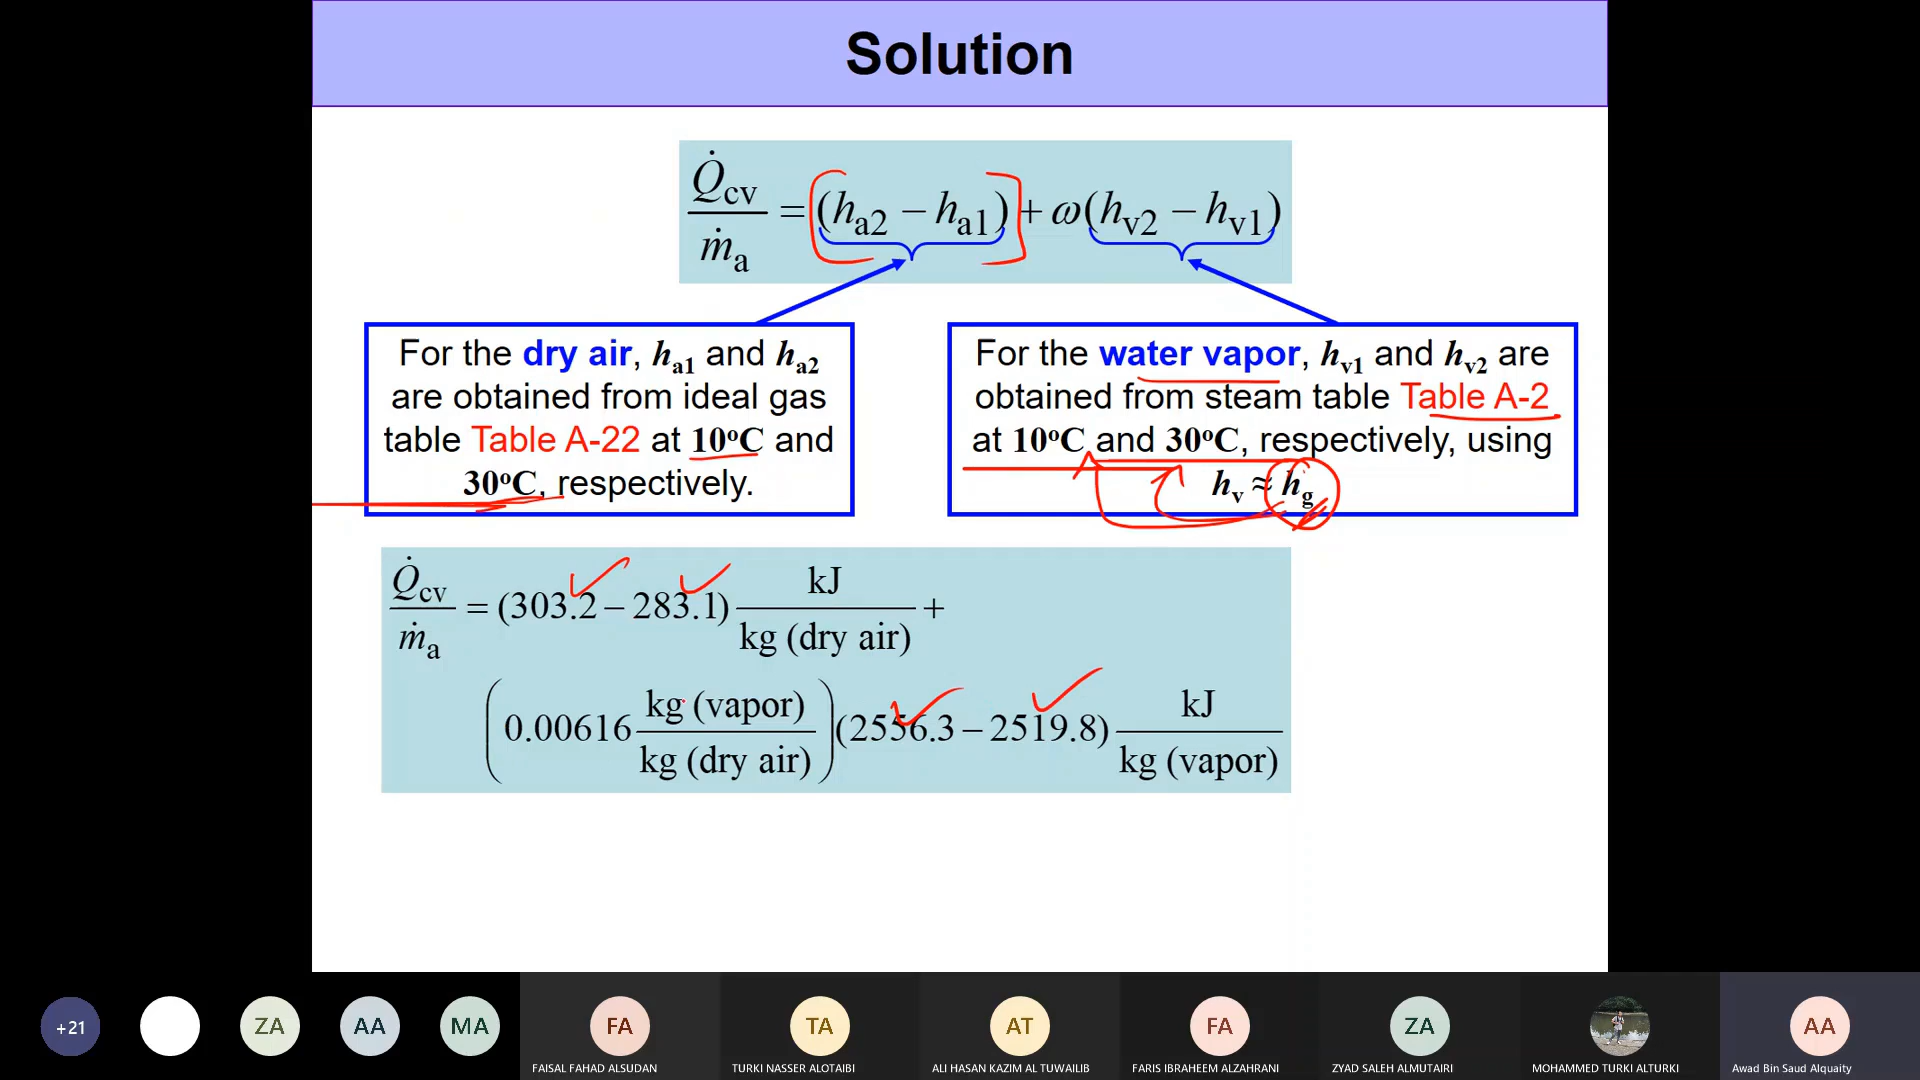 Solution
Q̇cv / ṁa = (ha2 − ha1) + ω(hv2 − hv1)
For the dry air, ha1 and ha2
are obtained from ideal gas
table Table A-22 at 10°C and
30°C, respectively.
For the water vapor, hv1 and hv2 are
obtained from steam table Table A-2
at 10°C and 30°C, respectively, using
hv ≈ hg
Q̇cv / ṁa = (303.2 − 283.1) kJ / kg (dry air) +
(0.00616 kg (vapor) / kg (dry air)) (2556.3 − 2519.8) kJ / kg (vapor)
+21
ZA
AA
MA
FA
TA
AT
FA
ZA
AA
FAISAL FAHAD ALSUDAN
TURKI NASSER ALOTAIBI
ALI HASAN KAZIM AL TUWAILIB
FARIS IBRAHEEM ALZAHRANI
ZYAD SALEH ALMUTAIRI
MOHAMMED TURKI ALTURKI
Awad Bin Saud Alquaity